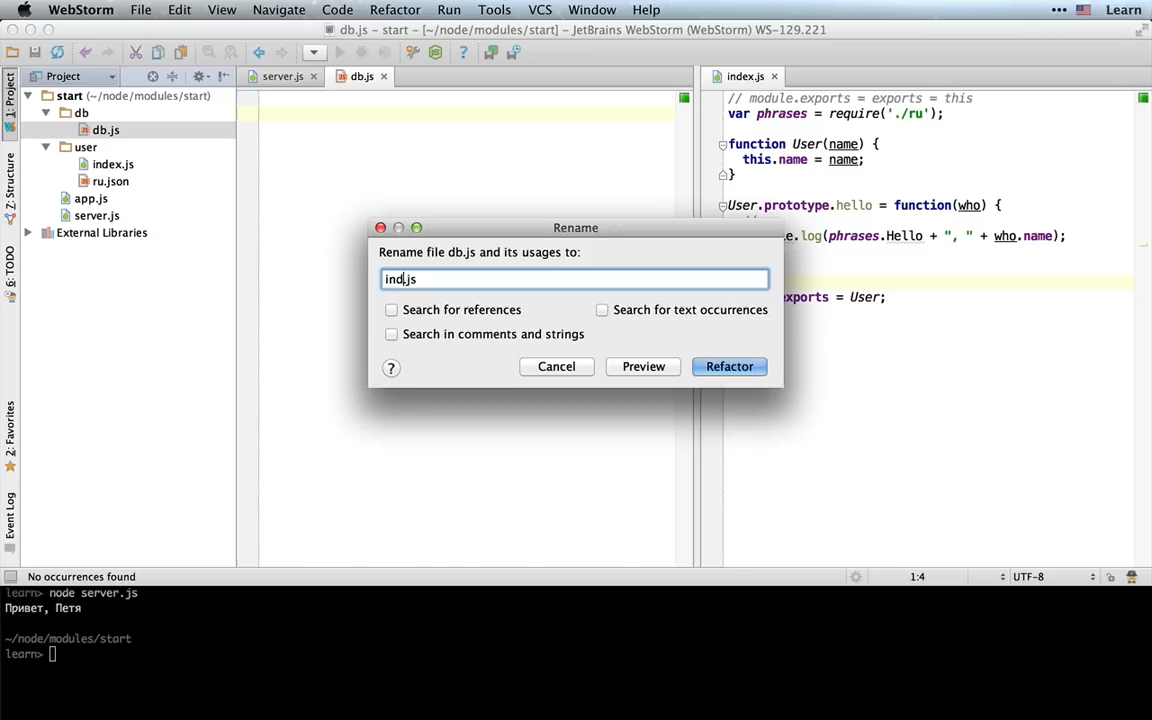 WebStorm File Edit View Navigate Code Refactor Run Tools VCS Window Help Learn
db.js - start - [~/node/modules/start] - JetBrains WebStorm (WebStorm) WS-129.221
Project
server.js
db.js
index.js
1: Project
Z: Structure
6: TODO
2: Favorites
Event Log
start (~/node/modules/start)
db
db.js
user
index.js
ru.json
app.js
server.js
External Libraries
// module.exports = exports = this
var phrases = require('./ru');
function User(name) {
this.name = name;
}
User.prototype.hello = function(who) {
e.log(phrases.Hello + ", " + who.name);
xports = User;
Rename
Rename file db.js and its usages to:
ind.js
Search for references
Search for text occurrences
Search in comments and strings
?
Cancel
Preview
Refactor
No occurrences found
1:4
UTF-8
learn> node server.js
Привет, Петя
~/node/modules/start
learn>